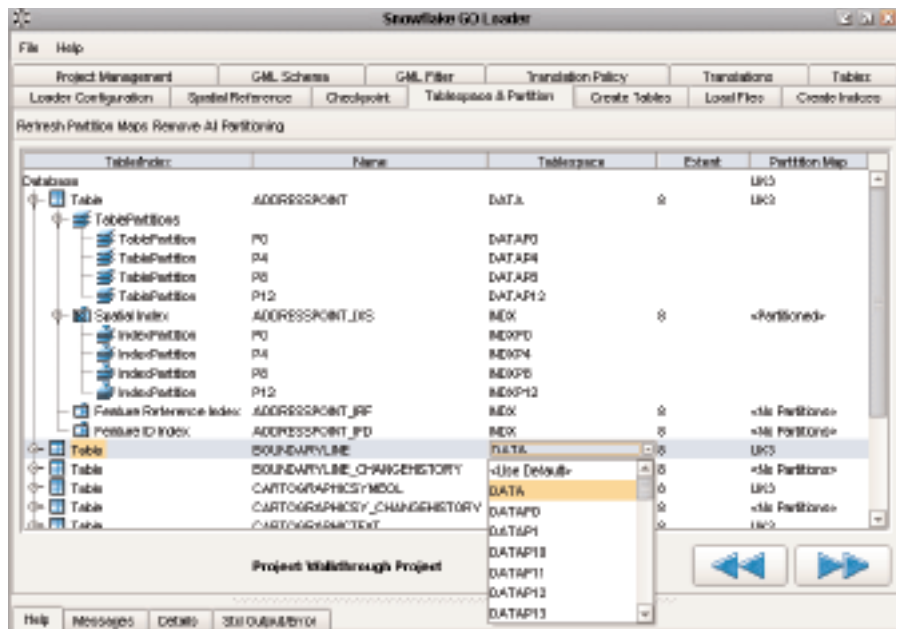 Snowflake GO Loader
File Help
Project Management GML Schema GML Filter Translation Policy Translations Tables
Loader Configuration Spatial Reference Checkpoint Tablespace & Partition Create Tables Load Files Create Indices
Refresh Partition Maps Remove All Partitioning
Table/Index Name Tablespace Extent Partition Map
Database UK3
Table ADDRESSPOINT DATA 8 UK3
TablePartitions
TablePartition P0 DATAP0
TablePartition P4 DATAP4
TablePartition P8 DATAP8
TablePartition P12 DATAP12
Spatial Index ADDRESSPOINT_IXS INDX 8 <Partitioned>
IndexPartition P0 INDXP0
IndexPartition P4 INDXP4
IndexPartition P8 INDXP8
IndexPartition P12 INDXP12
Feature Reference Index ADDRESSPOINT_IRF INDX 8 <No Partitions>
Feature ID Index ADDRESSPOINT_IFD INDX 8 <No Partitions>
Table BOUNDARYLINE DATA 8 UK3
Table BOUNDARYLINE_CHANGEHISTORY <Use Default> 8 <No Partitions>
Table CARTOGRAPHICSYMBOL DATA 8 UK3
Table CARTOGRAPHICSY_CHANGEHISTORY DATAP0 8 <No Partitions>
Table CARTOGRAPHICTEXT DATAP1 8 UK3
DATAP10
DATAP11
DATAP12
DATAP13
Project: Walkthrough Project
Help Messages Details Std Output/Error